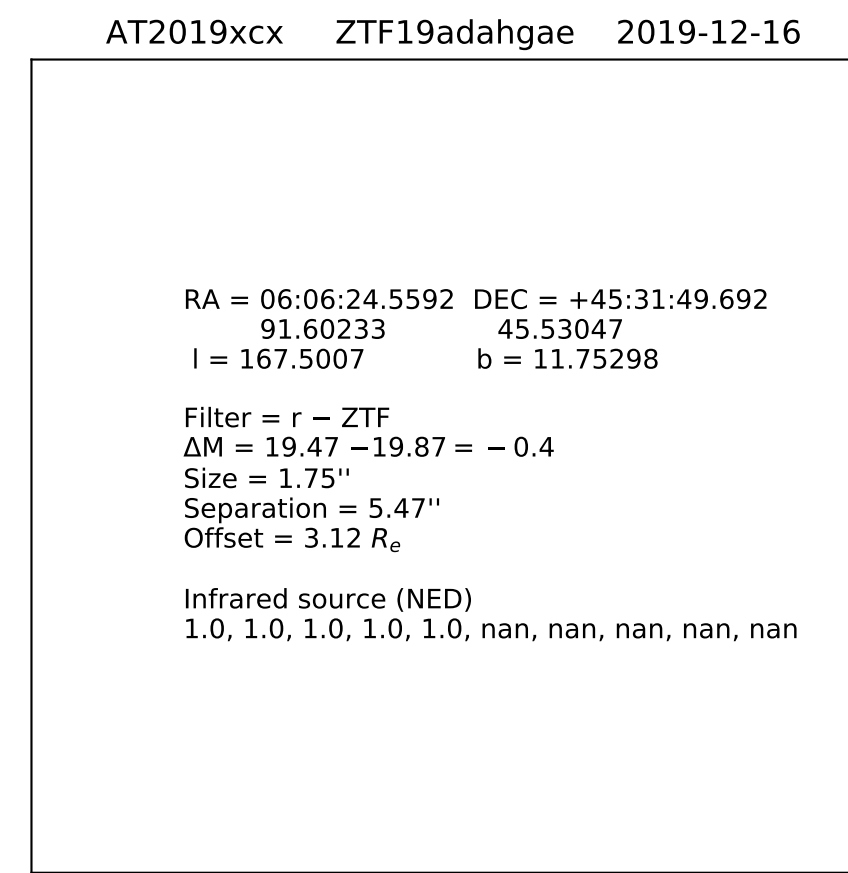 AT2019xcx ZTF19adahgae 2019-12-16
RA = 06:06:24.5592 DEC = +45:31:49.692
91.60233 45.53047
l = 167.5007 b = 11.75298
Filter = r − ZTF
ΔM = 19.47 −19.87 = − 0.4
Size = 1.75''
Separation = 5.47''
Offset = 3.12 Rₑ
Infrared source (NED)
1.0, 1.0, 1.0, 1.0, 1.0, nan, nan, nan, nan, nan